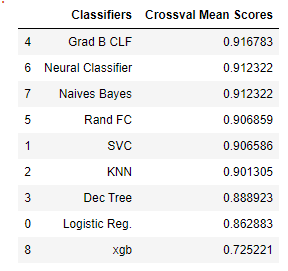 Classifiers Crossval Mean Scores
4 Grad B CLF 0.916783
6 Neural Classifier 0.912322
7 Naives Bayes 0.912322
5 Rand FC 0.906859
1 SVC 0.906586
2 KNN 0.901305
3 Dec Tree 0.888923
0 Logistic Reg. 0.862883
8 xgb 0.725221